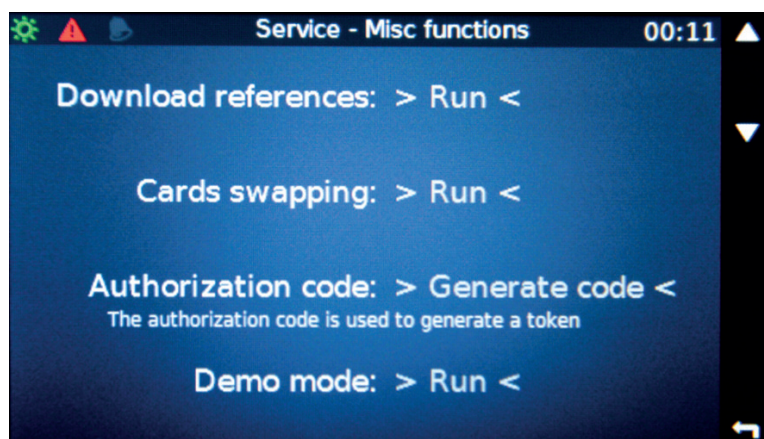 Service - Misc functions 00:11
Download references: > Run <
Cards swapping: > Run <
Authorization code: > Generate code <
The authorization code is used to generate a token
Demo mode: > Run <